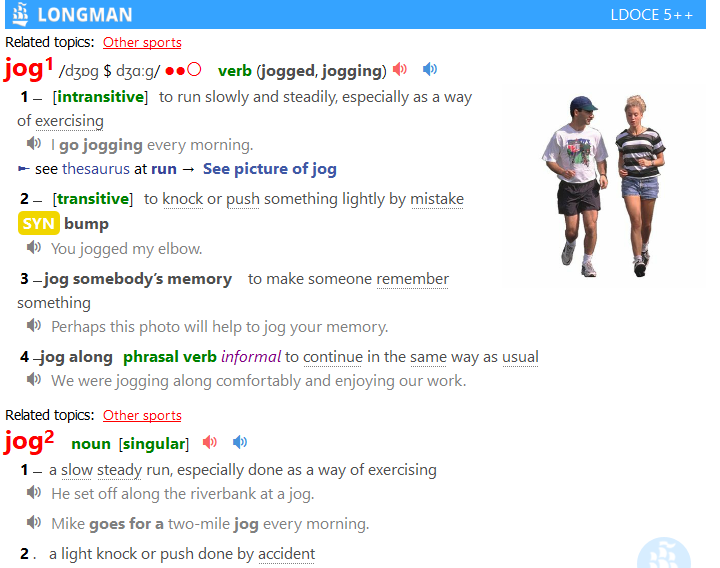 LONGMAN LDOCE 5++
Related topics: Other sports
jog1 /dʒɒɡ $ dʒɑːɡ/ ●●○ verb (jogged, jogging)
1 – [intransitive] to run slowly and steadily, especially as a way
of exercising
I go jogging every morning.
see thesaurus at run → See picture of jog
2 – [transitive] to knock or push something lightly by mistake
SYN bump
You jogged my elbow.
3 –jog somebody’s memory to make someone remember
something
Perhaps this photo will help to jog your memory.
4 –jog along phrasal verb informal to continue in the same way as usual
We were jogging along comfortably and enjoying our work.
Related topics: Other sports
jog2 noun [singular]
1 – a slow steady run, especially done as a way of exercising
He set off along the riverbank at a jog.
Mike goes for a two-mile jog every morning.
2 . a light knock or push done by accident